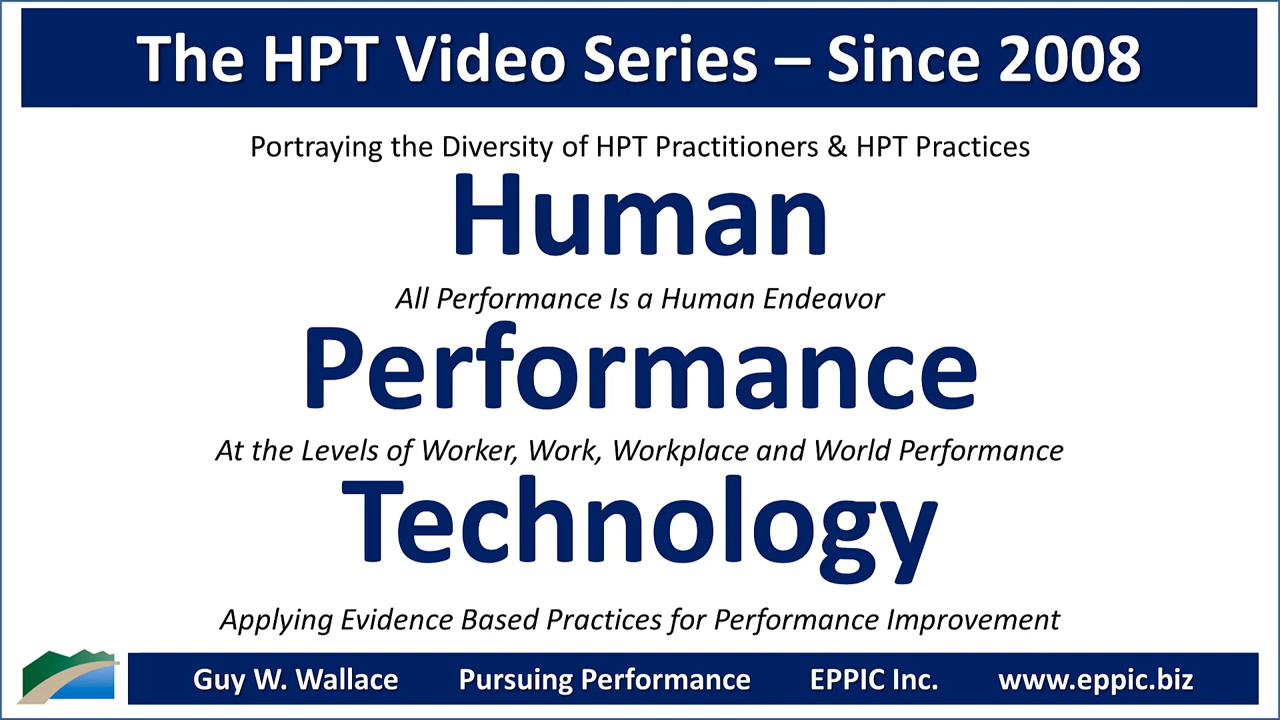 The HPT Video Series – Since 2008
Portraying the Diversity of HPT Practitioners & HPT Practices
Human
All Performance Is a Human Endeavor
Performance
At the Levels of Worker, Work, Workplace and World Performance
Technology
Applying Evidence Based Practices for Performance Improvement
Guy W. Wallace Pursuing Performance EPPIC Inc. www.eppic.biz